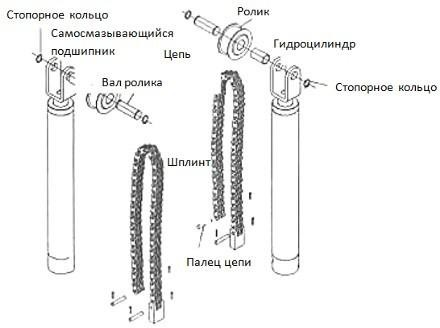 Ролик
Стопорное кольцо
Самосмазывающийся
подшипник
Цепь
Гидроцилиндр
Вал ролика
Стопорное кольцо
Шплинт
Палец цепи